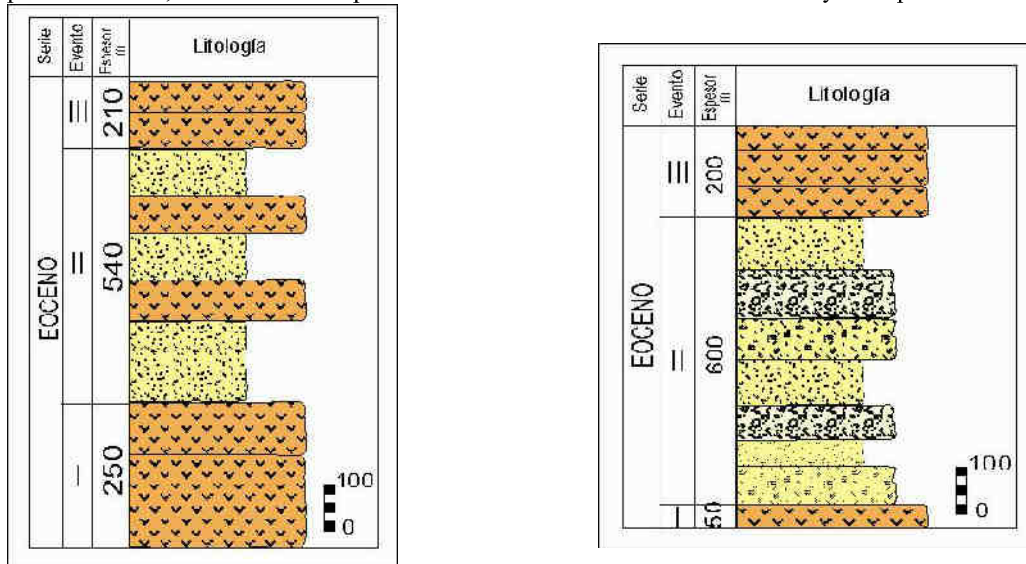 Serie Evento Espesor m Litología
III 210
EOCENO II 540
I 250
100
0
Serie Evento Espesor m Litología
III 200
EOCENO II 600
I 50
100
0